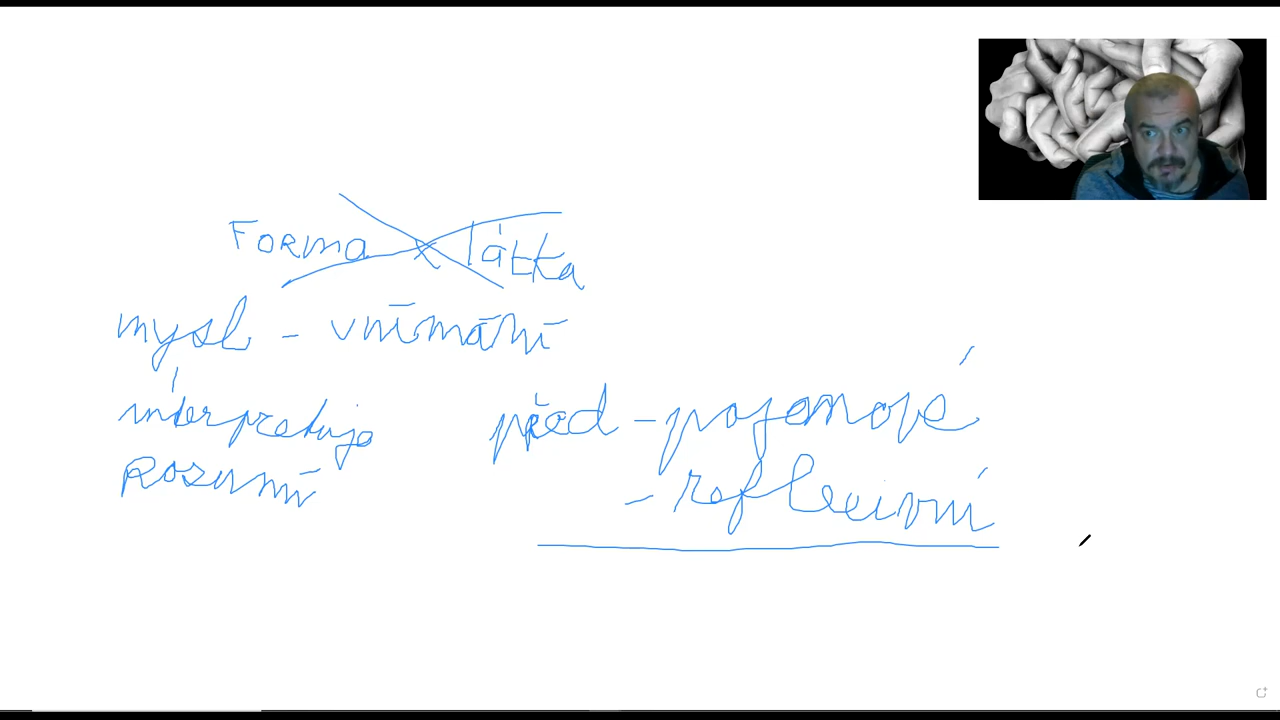 Forma x látka
mysl - vnímání
interpretuje
rozumí
před - pojmové
- reflexivní